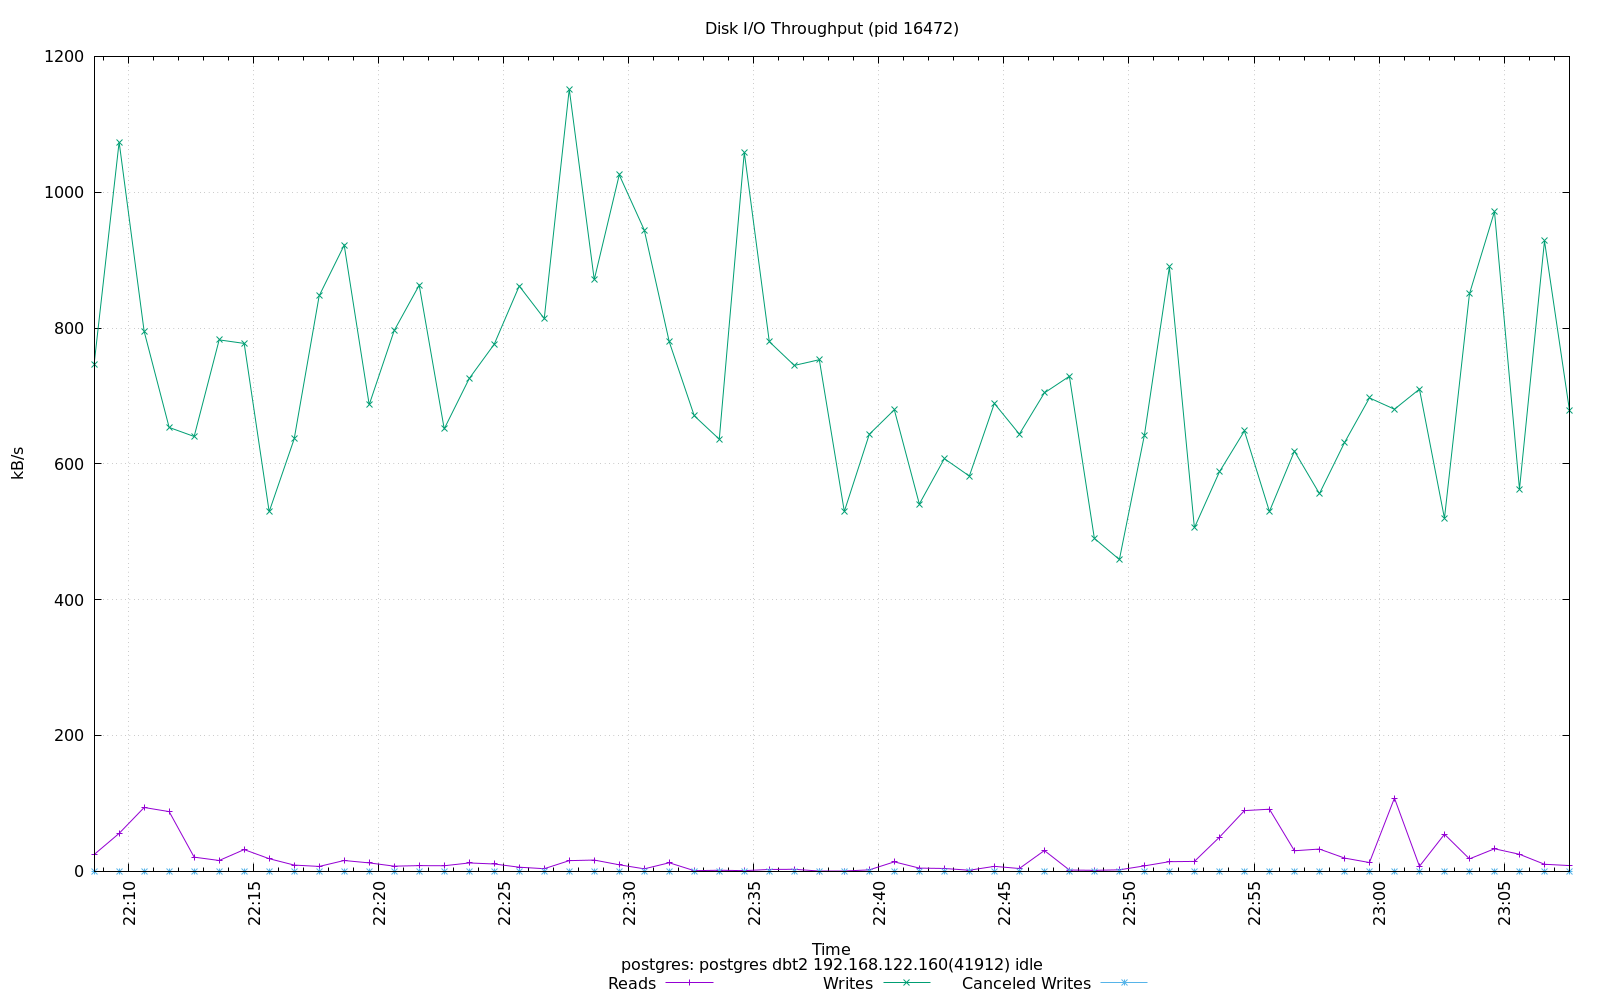 Disk I/O Throughput (pid 16472)
1200
1000
800
600
400
200
0
kB/s
22:10
22:15
22:20
22:25
22:30
22:35
22:40
22:45
22:50
22:55
23:00
23:05
Time
postgres: postgres dbt2 192.168.122.160(41912) idle
Reads
Writes
Canceled Writes